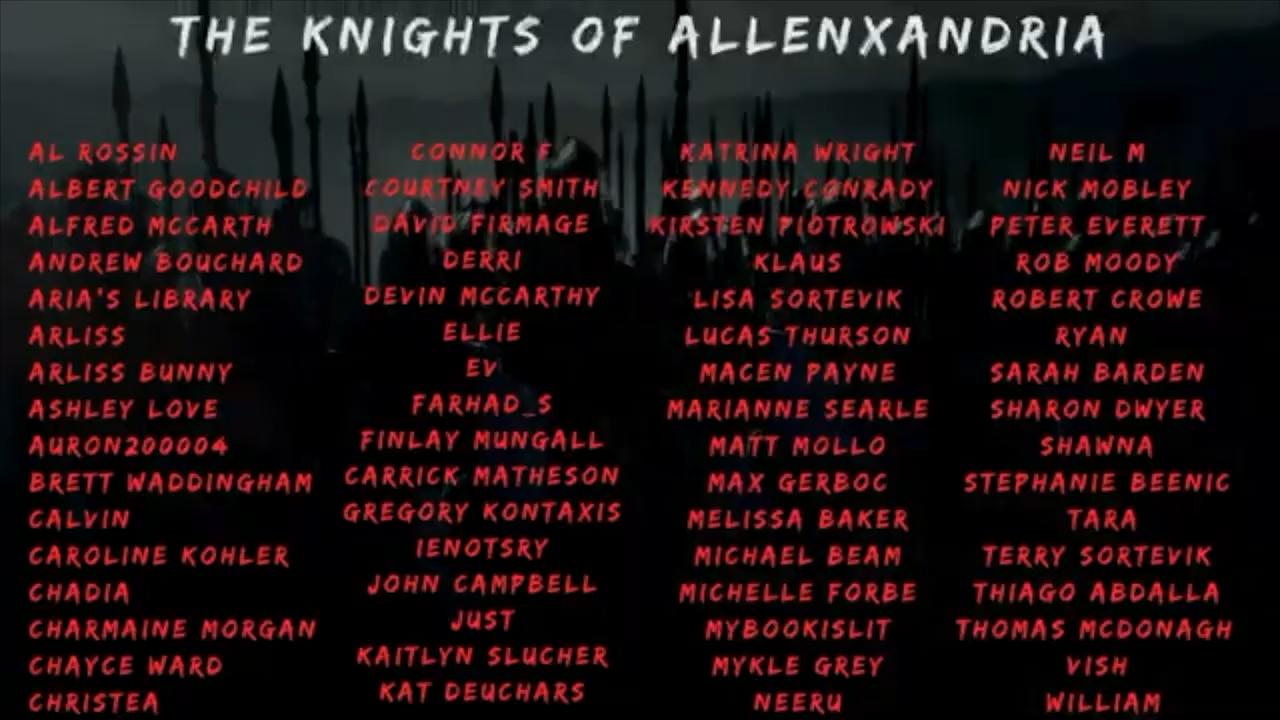 THE KNIGHTS OF ALLENXANDRIA
AL ROSSIN
ALBERT GOODCHILD
ALFRED MCCARTH
ANDREW BOUCHARD
ARIA'S LIBRARY
ARLISS
ARLISS BUNNY
ASHLEY LOVE
AURON200004
BRETT WADDINGHAM
CALVIN
CAROLINE KOHLER
CHADIA
CHARMAINE MORGAN
CHAYCE WARD
CHRISTEA
CONNOR F
COURTNEY SMITH
DAVID FIRMAGE
DERRI
DEVIN MCCARTHY
ELLIE
EV
FARHAD_S
FINLAY MUNGALL
CARRICK MATHESON
GREGORY KONTAXIS
IENOTSRY
JOHN CAMPBELL
JUST
KAITLYN SLUCHER
KAT DEUCHARS
KATRINA WRIGHT
KENNEDY CONRADY
KIRSTEN PIOTROWSKI
KLAUS
LISA SORTEVIK
LUCAS THURSON
MACEN PAYNE
MARIANNE SEARLE
MATT MOLLO
MAX GERBOC
MELISSA BAKER
MICHAEL BEAM
MICHELLE FORBE
MYBOOKISLIT
MYKLE GREY
NEERU
NEIL M
NICK MOBLEY
PETER EVERETT
ROB MOODY
ROBERT CROWE
RYAN
SARAH BARDEN
SHARON DWYER
SHAWNA
STEPHANIE BEENIC
TARA
TERRY SORTEVIK
THIAGO ABDALLA
THOMAS MCDONAGH
VISH
WILLIAM